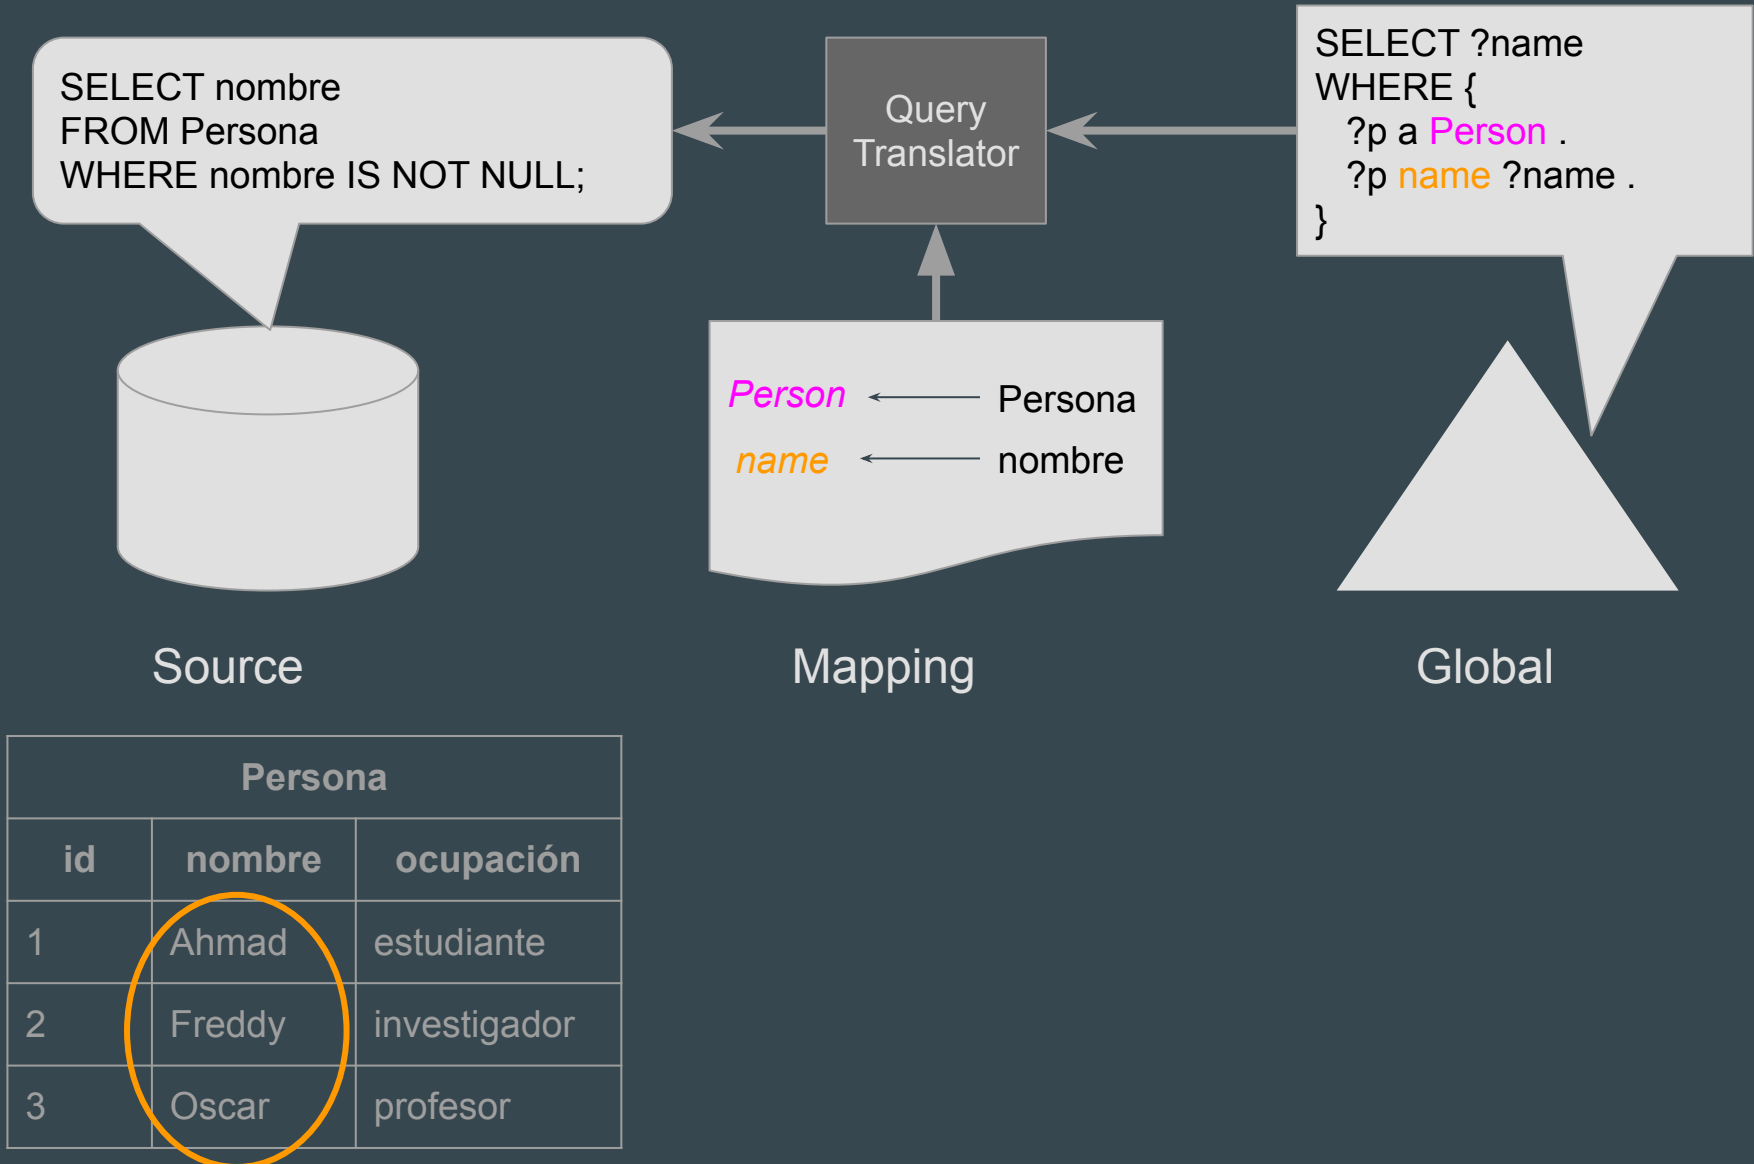 SELECT nombre
FROM Persona
WHERE nombre IS NOT NULL;
Query
Translator
SELECT ?name
WHERE {
?p a Person .
?p name ?name .
}
Person
Persona
name
nombre
Source
Mapping
Global
Persona
id nombre ocupación
1 Ahmad estudiante
2 Freddy investigador
3 Oscar profesor